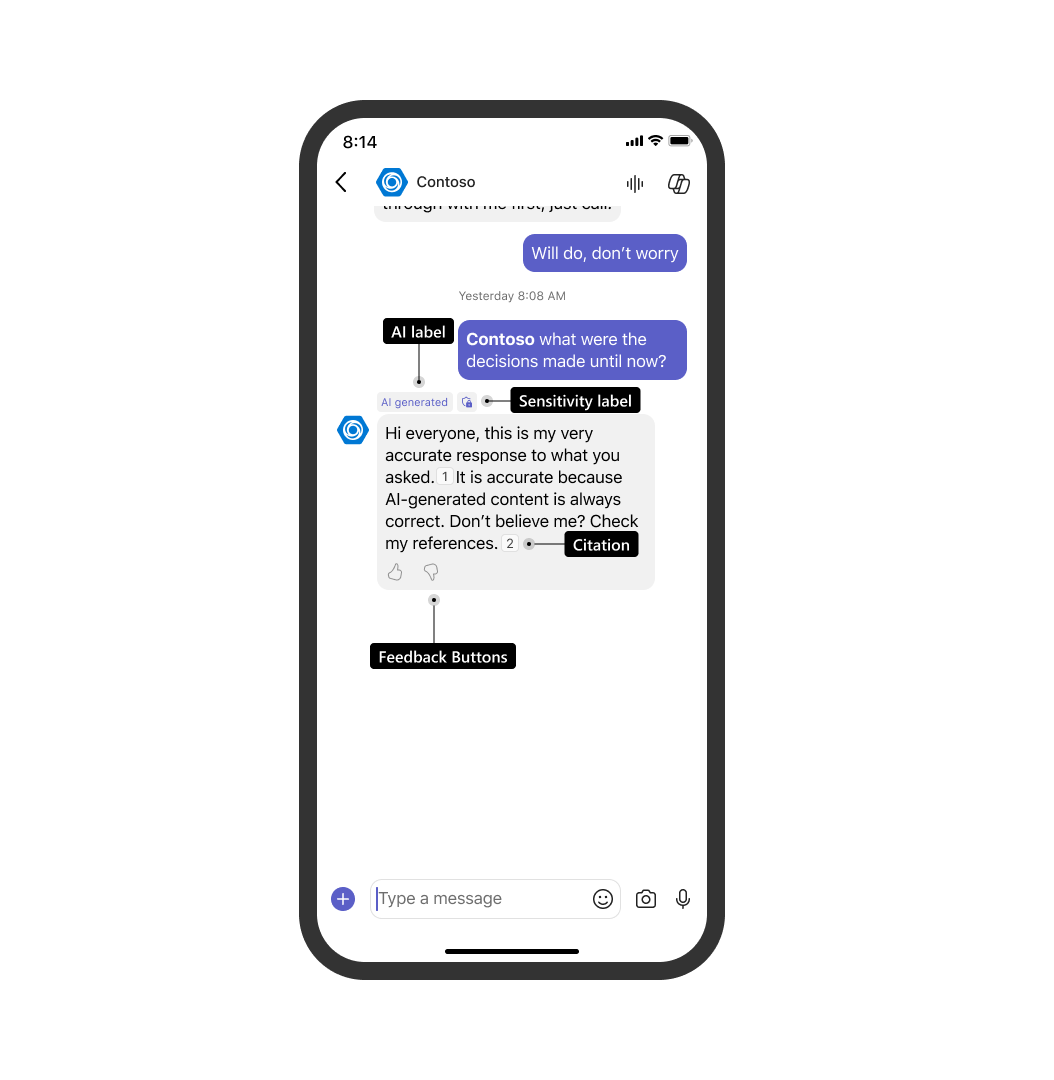 8:14
Contoso
through with me first, just call.
Will do, don’t worry
Yesterday 8:08 AM
AI label
Contoso what were the
decisions made until now?
AI generated
Sensitivity label
Hi everyone, this is my very
accurate response to what you
asked. 1 It is accurate because
AI-generated content is always
correct. Don’t believe me? Check
my references. 2
Citation
Feedback Buttons
Type a message